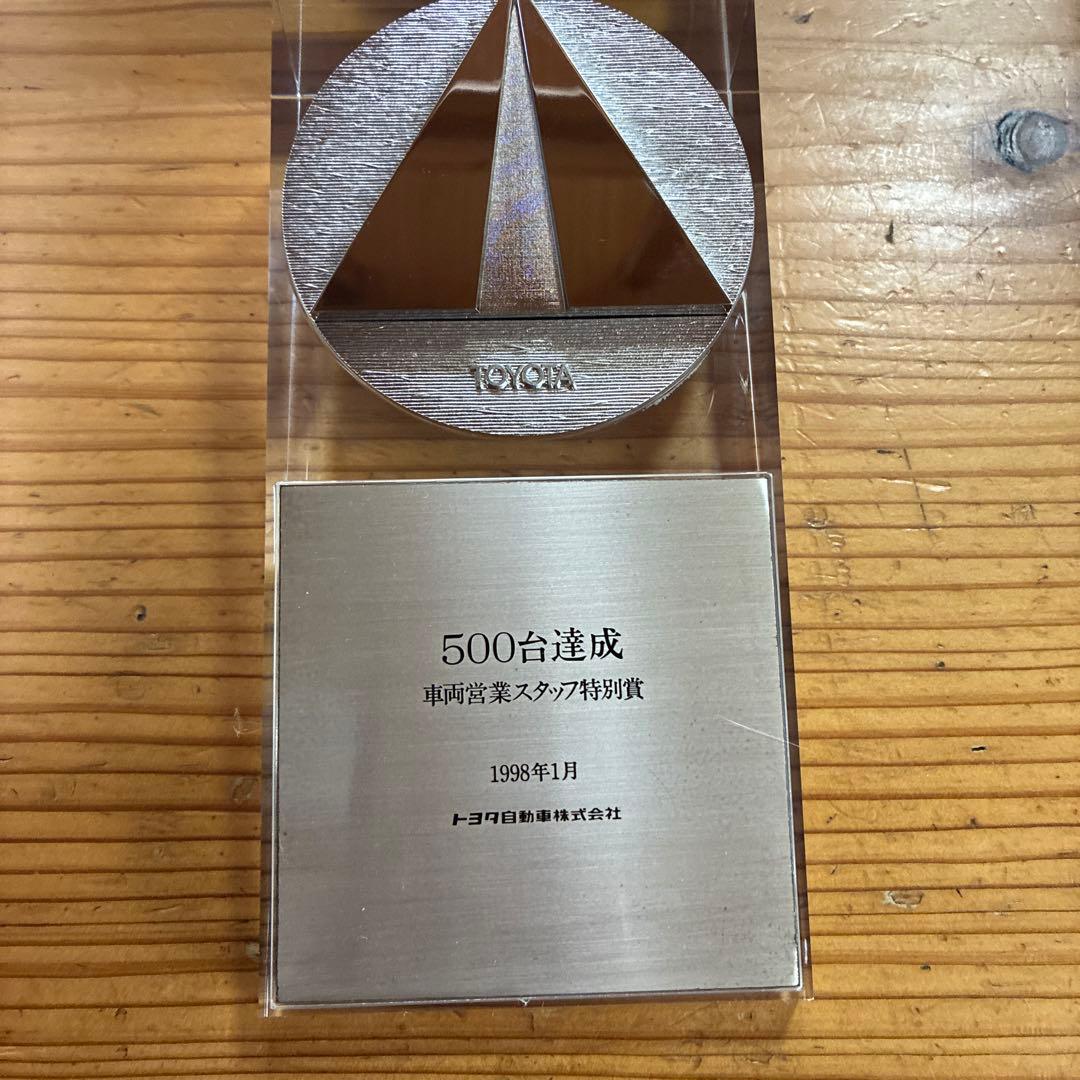 TOYOTA
500台達成
車両営業スタッフ特別賞
1998年1月
トヨタ自動車株式会社